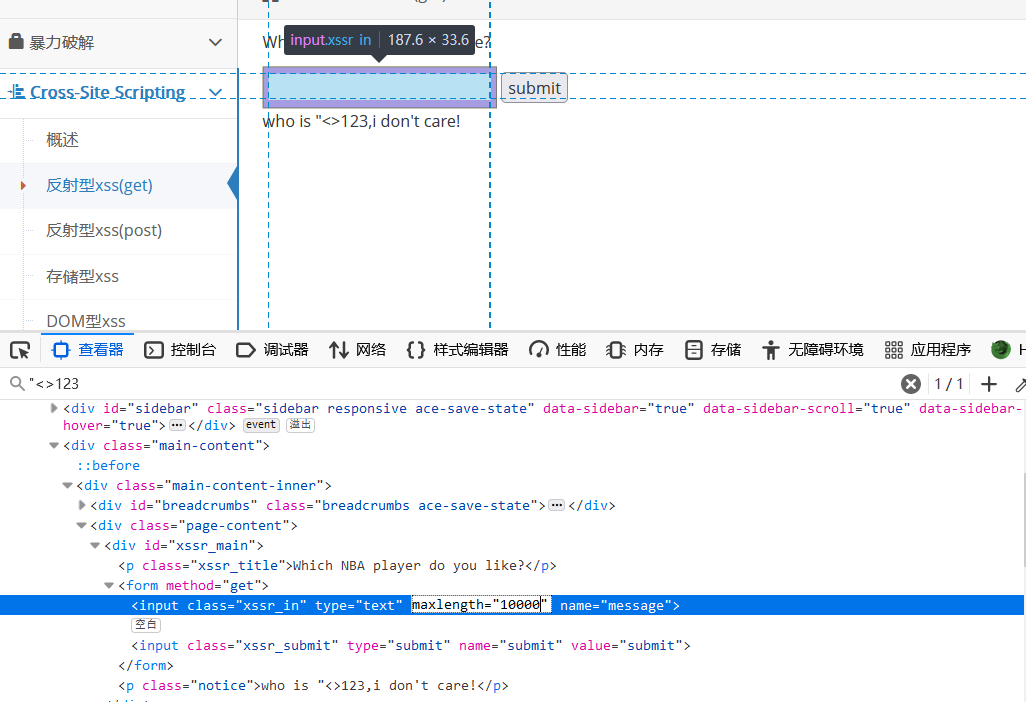 暴力破解
Wh
input.xssr_in 187.6 × 33.6
e?
Cross-Site Scripting
submit
who is "<>123,i don't care!
概述
反射型xss(get)
反射型xss(post)
存储型xss
DOM型xss
查看器 控制台 调试器 网络 样式编辑器 性能 内存 存储 无障碍环境 应用程序 H
"<>123 1 / 1
<div id="sidebar" class="sidebar responsive ace-save-state" data-sidebar="true" data-sidebar-scroll="true" data-sidebar-
hover="true"> ••• </div> event 溢出
<div class="main-content">
::before
<div class="main-content-inner">
<div id="breadcrumbs" class="breadcrumbs ace-save-state"> ••• </div>
<div class="page-content">
<div id="xssr_main">
<p class="xssr_title">Which NBA player do you like?</p>
<form method="get">
<input class="xssr_in" type="text" maxlength="10000" name="message">
空白
<input class="xssr_submit" type="submit" name="submit" value="submit">
</form>
<p class="notice">who is "<>123,i don't care!</p>